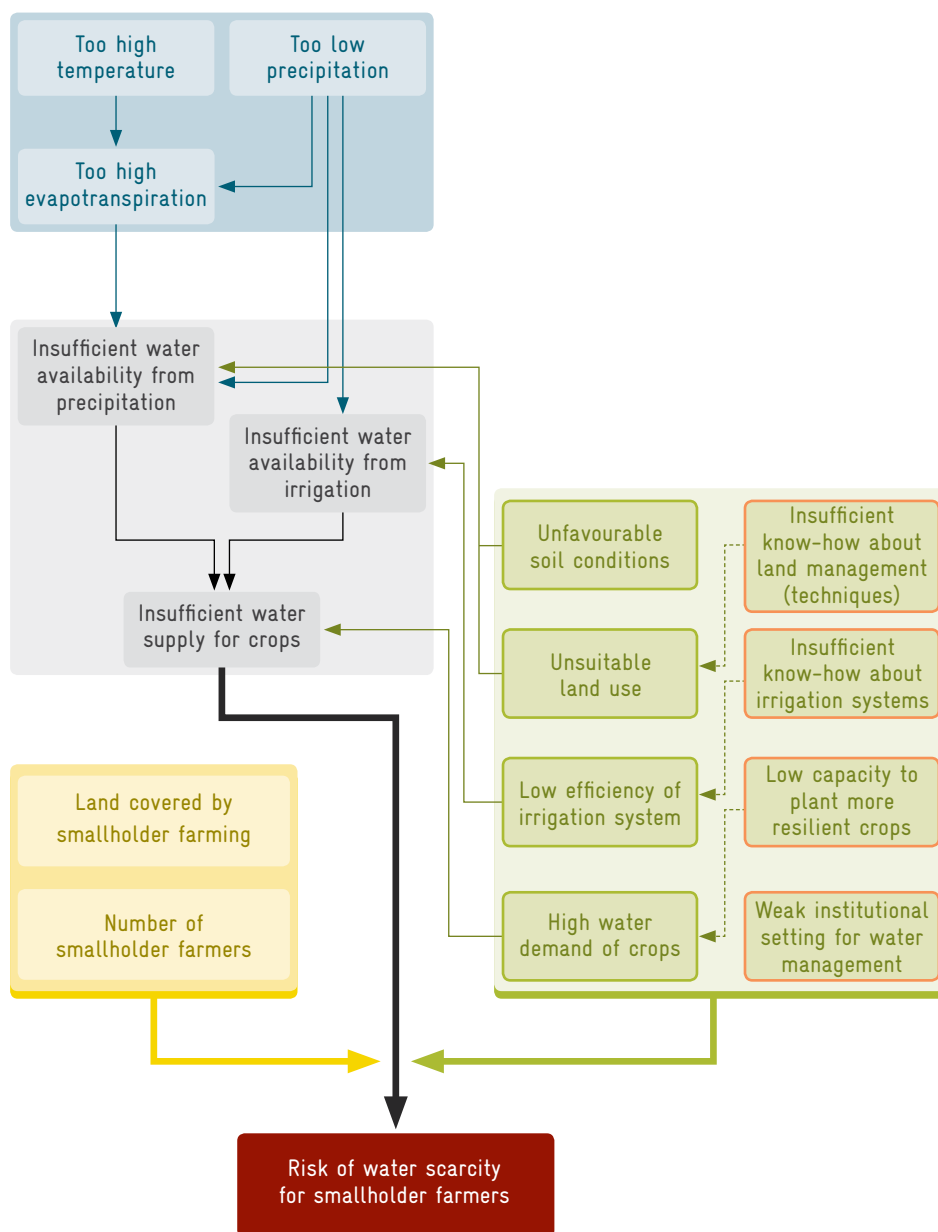 Too high
temperature
Too low
precipitation
Too high
evapotranspiration
Insufficient water
availability from
precipitation
Insufficient water
availability from
irrigation
Insufficient water
supply for crops
Unfavourable
soil conditions
Insufficient
know-how about
land management
(techniques)
Unsuitable
land use
Insufficient
know-how about
irrigation systems
Low efficiency of
irrigation system
Low capacity to
plant more
resilient crops
High water
demand of crops
Weak institutional
setting for water
management
Land covered by
smallholder farming
Number of
smallholder farmers
Risk of water scarcity
for smallholder farmers